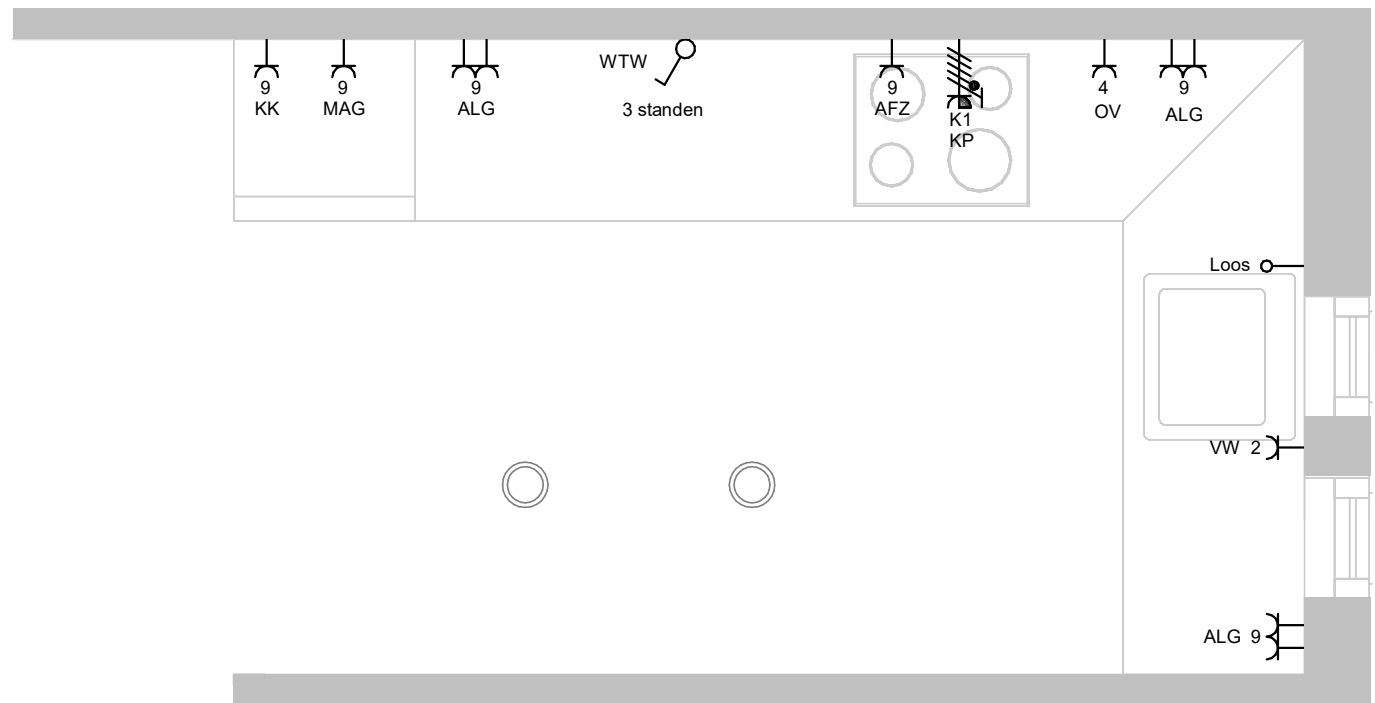 WTW
9 9 9 9 4 9
KK MAG ALG 3 standen AFZ OV ALG
K1
KP
Loos
VW 2
ALG 9